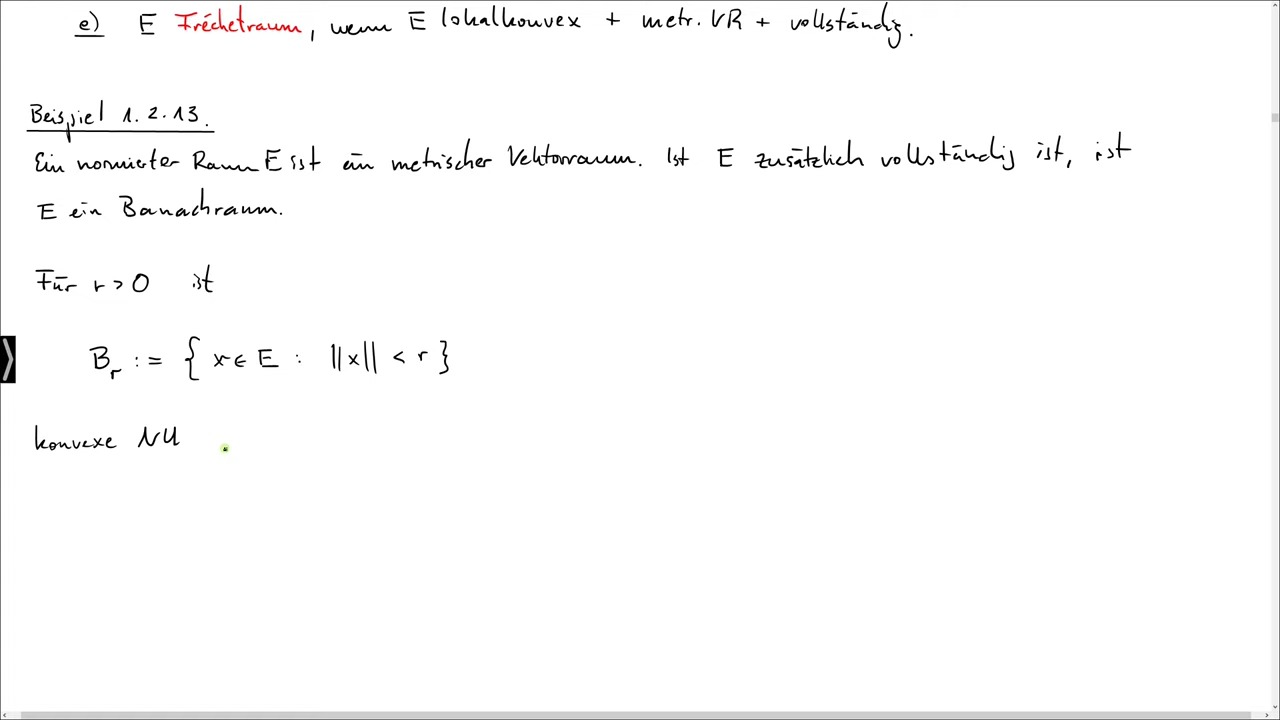 e) E Fréchetraum, wenn E lokalkonvex + metr. VR + vollständig.
Beispiel 1.2.13.
Ein normierter Raum E ist ein metrischer Vektorraum. Ist E zusätzlich vollständig ist, ist
E ein Banachraum.
Für r > 0 ist
B_r := { x ∈ E : ||x|| < r }
konvexe NU